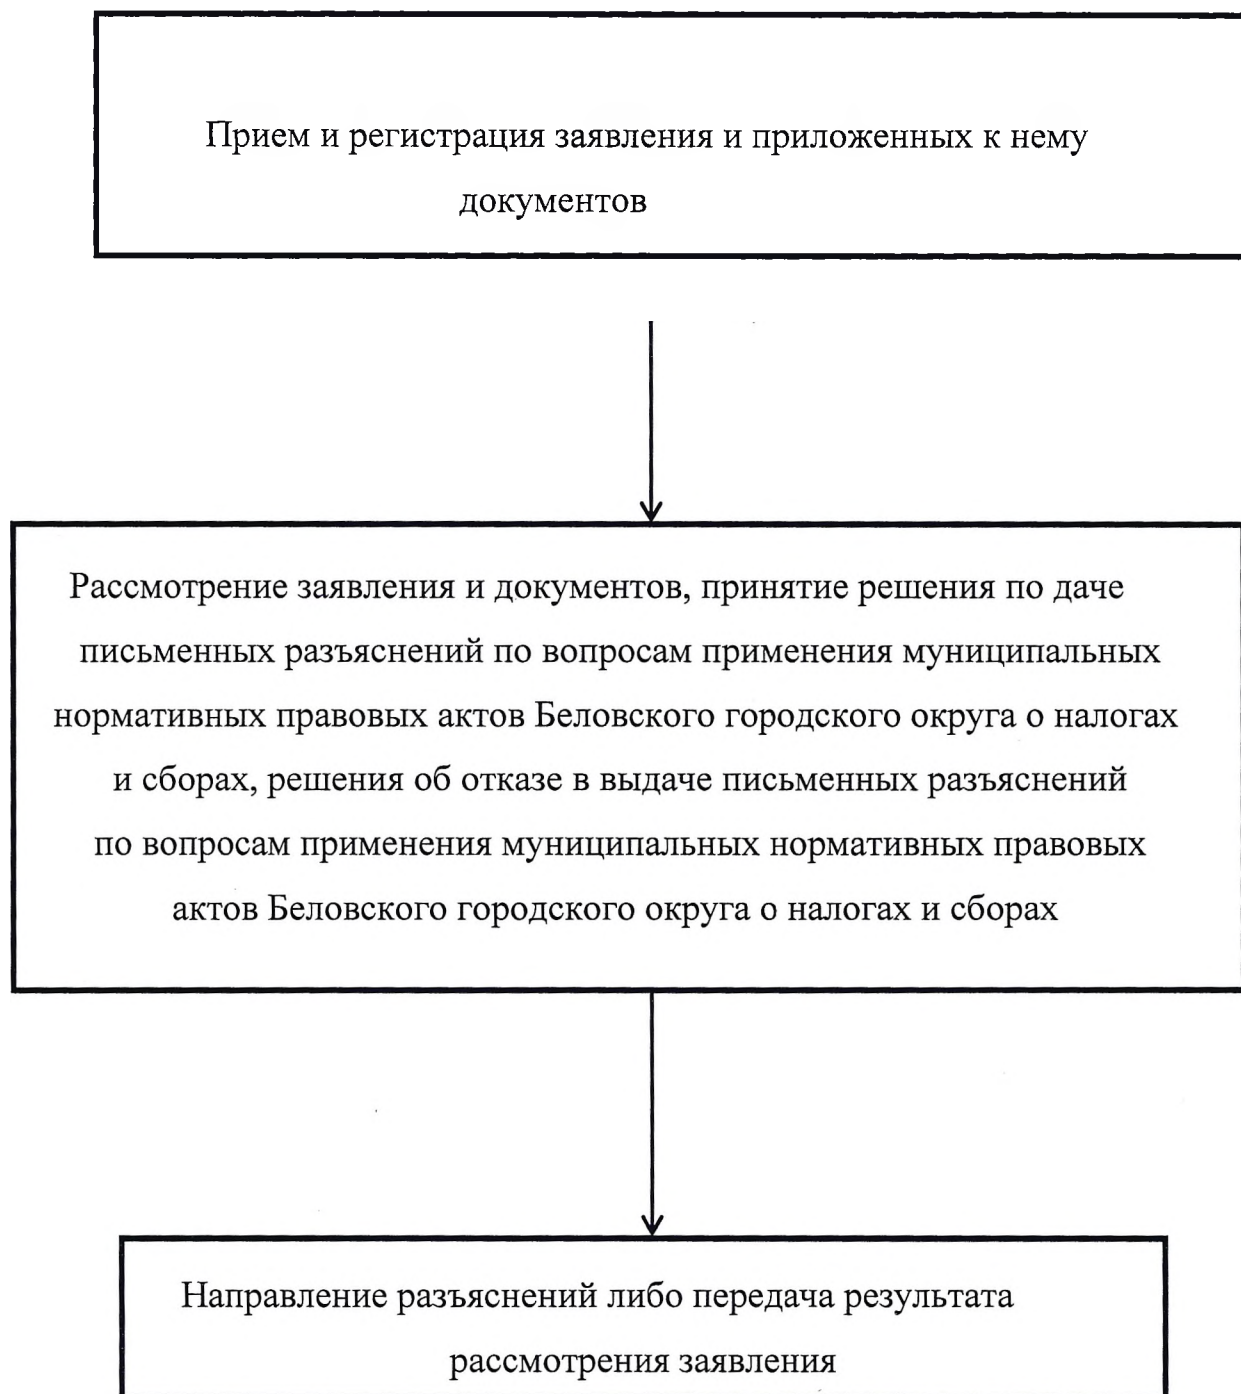 Прием и регистрация заявления и приложенных к нему
документов
Рассмотрение заявления и документов, принятие решения по даче
письменных разъяснений по вопросам применения муниципальных
нормативных правовых актов Беловского городского округа о налогах
и сборах, решения об отказе в выдаче письменных разъяснений
по вопросам применения муниципальных нормативных правовых
актов Беловского городского округа о налогах и сборах
Направление разъяснений либо передача результата
рассмотрения заявления